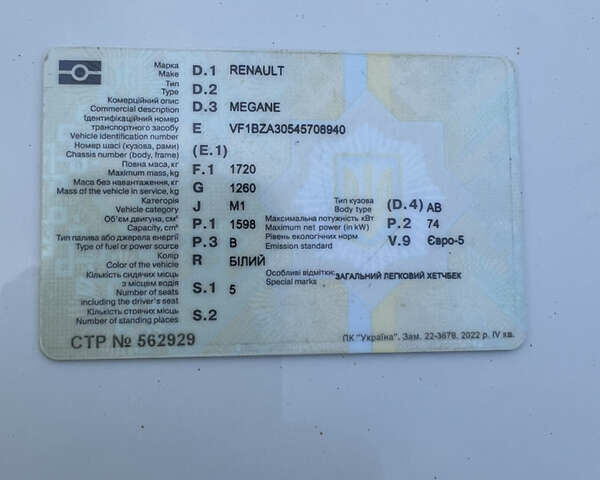 Марка
Make D.1 RENAULT
Тип
Type D.2
Комерційний опис
Commercial description D.3 MEGANE
Ідентифікаційний номер
транспортного засобу
Vehicle identification number E VF1BZA30545708940
Номер шасі (кузова, рами)
Chassis number (body, frame) (E.1)
Повна маса, кг
Maximum mass, kg F.1 1720
Маса без навантаження, кг
Mass of the vehicle in service, kg G 1260
Категорія
Vehicle category J M1
Тип кузова
Body type (D.4) АВ
Об'єм двигуна, см³
Capacity, cm³ P.1 1598
Максимальна потужність кВт
Maximum net power (in kW) P.2 74
Тип палива або джерела енергії
Type of fuel or power source P.3 B
Рівень екологічних норм
Emission standard V.9 Євро-5
Колір
Color of the vehicle R БІЛИЙ
Кількість сидячих місць
з місцем водія
Number of seats
including the driver's seat S.1 5
Особливі відмітки:
Special marks ЗАГАЛЬНИЙ ЛЕГКОВИЙ ХЕТЧБЕК
Кількість стоячих місць
Number of standing places S.2
СТР № 562929
ПК "Україна". Зам. 22-3678, 2022 р. IV кв.